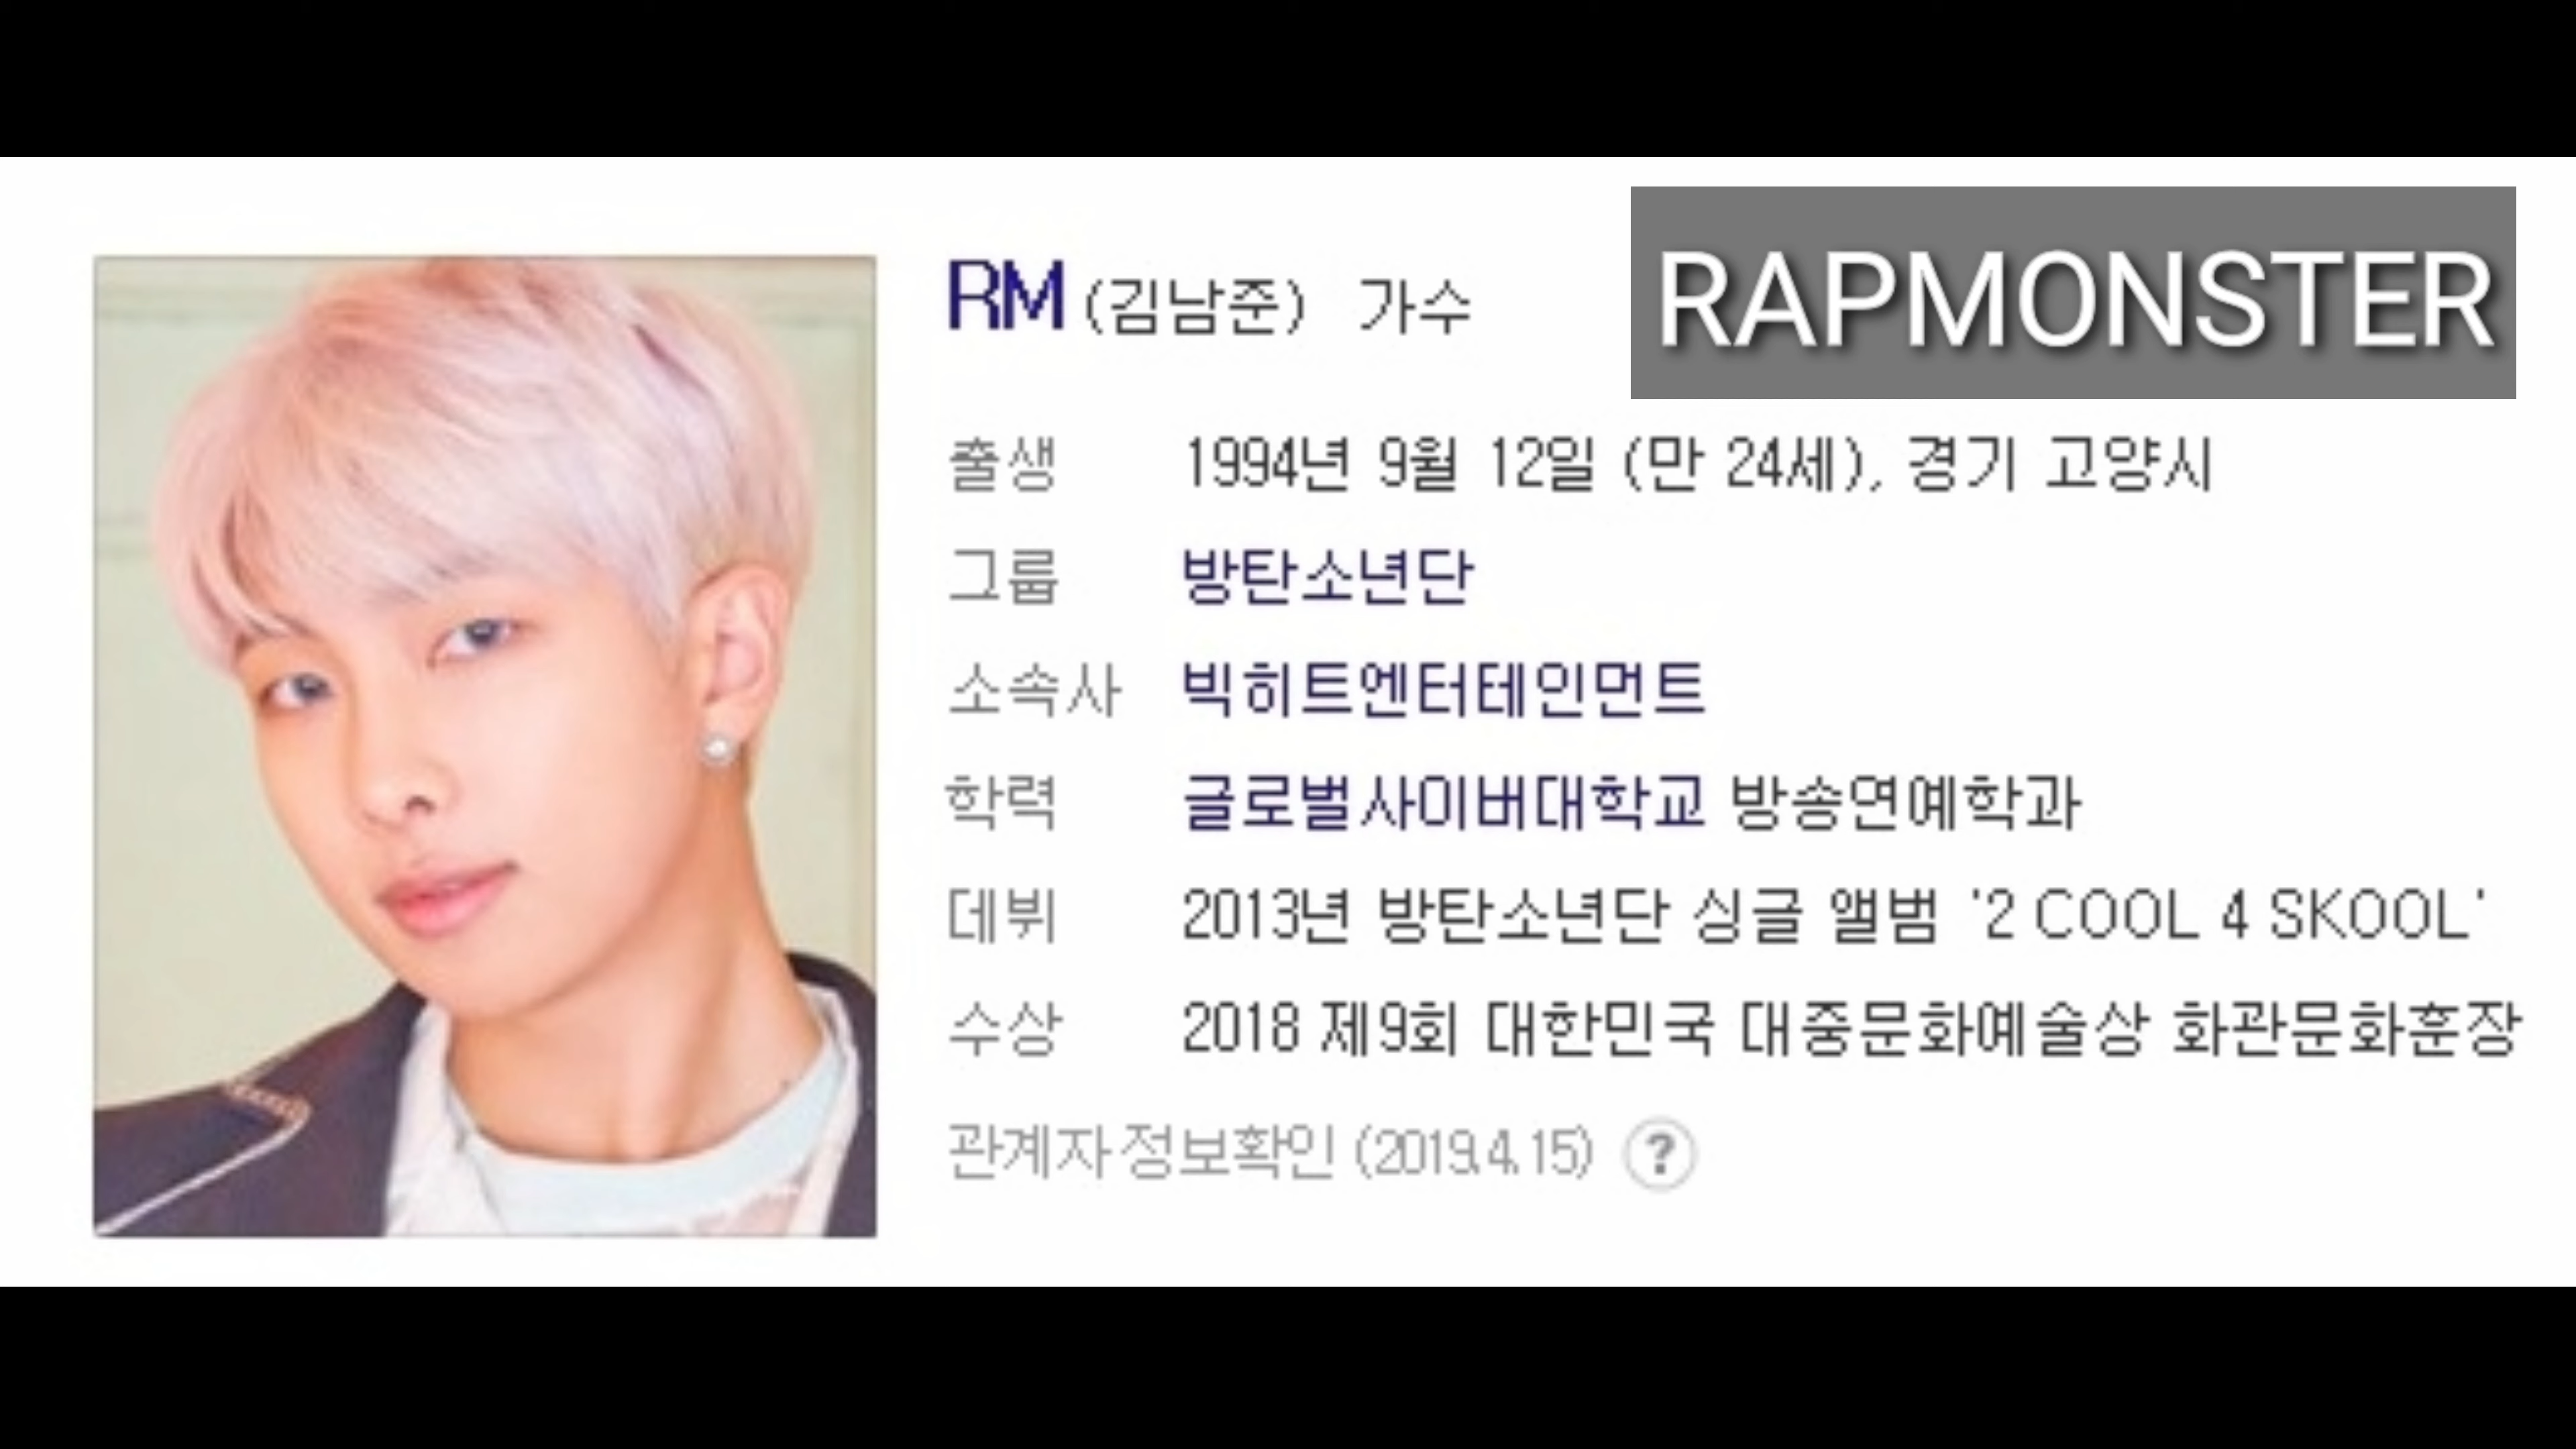 RM (김남준) 가수
RAPMONSTER
출생 1994년 9월 12일 (만 24세), 경기 고양시
그룹 방탄소년단
소속사 빅히트엔터테인먼트
학력 글로벌사이버대학교 방송연예학과
데뷔 2013년 방탄소년단 싱글 앨범 '2 COOL 4 SKOOL'
수상 2018 제9회 대한민국 대중문화예술상 화관문화훈장
관계자 정보확인 (2019.4.15) ?